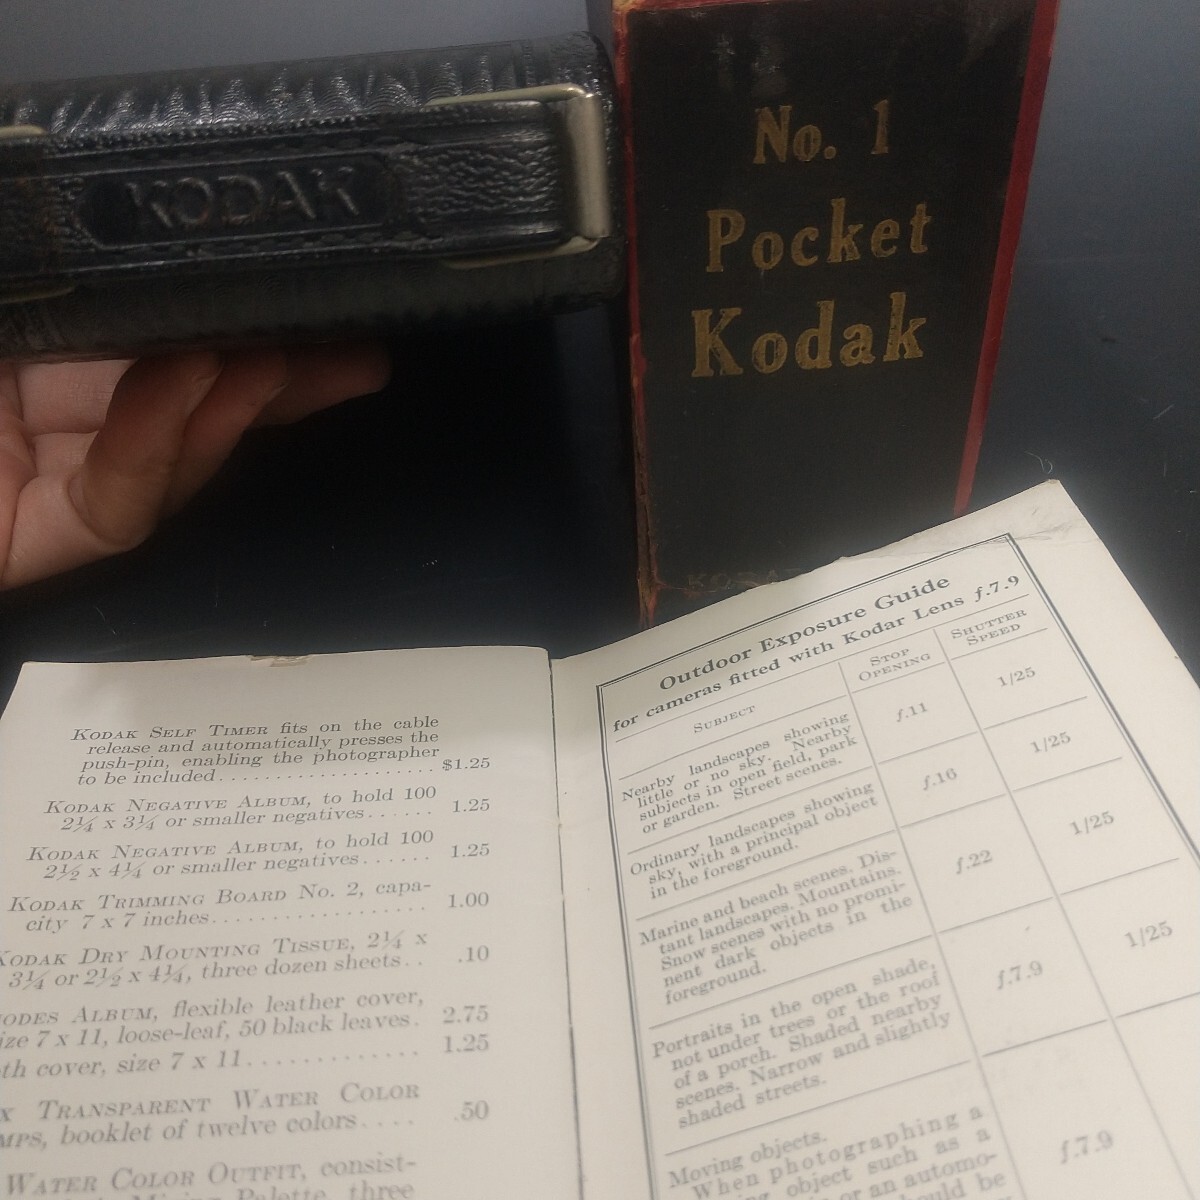 KODAK
No. 1
Pocket
Kodak
KODAK SELF TIMER fits on the cable
release and automatically presses the
push-pin, enabling the photographer
to be included.................... $1.25
KODAK NEGATIVE ALBUM, to hold 100
2¼ x 3¼ or smaller negatives...... 1.25
KODAK NEGATIVE ALBUM, to hold 100
2½ x 4¼ or smaller negatives...... 1.25
KODAK TRIMMING BOARD No. 2, capa-
city 7 x 7 inches................ 1.00
KODAK DRY MOUNTING TISSUE, 2¼ x
3¼ or 2½ x 4¼, three dozen sheets.. .10
ALBUM, flexible leather cover,
size 7 x 11, loose-leaf, 50 black leaves. 2.75
cover, size 7 x 11............. 1.25
TRANSPARENT WATER COLOR
booklet of twelve colors.... .50
WATER COLOR OUTFIT, consist-
Palette, three
Outdoor Exposure Guide
for cameras fitted with Kodar Lens f.7.9
SUBJECT
STOP
OPENING
SHUTTER
SPEED
Nearby landscapes showing
little or no sky. Nearby
subjects in open field, park
or garden. Street scenes.
f.11
1/25
Ordinary landscapes showing
sky, with a principal object
in the foreground.
f.16
1/25
Marine and beach scenes. Dis-
tant landscapes. Mountains.
Snow scenes with no promi-
nent dark objects in the
foreground.
f.22
1/25
Portraits in the open shade,
not under trees or the roof
of a porch. Shaded nearby
scenes. Narrow and slightly
shaded streets.
f.7.9
1/25
Moving objects.
When photographing a
object such as a
or an automo-
should be
f.7.9